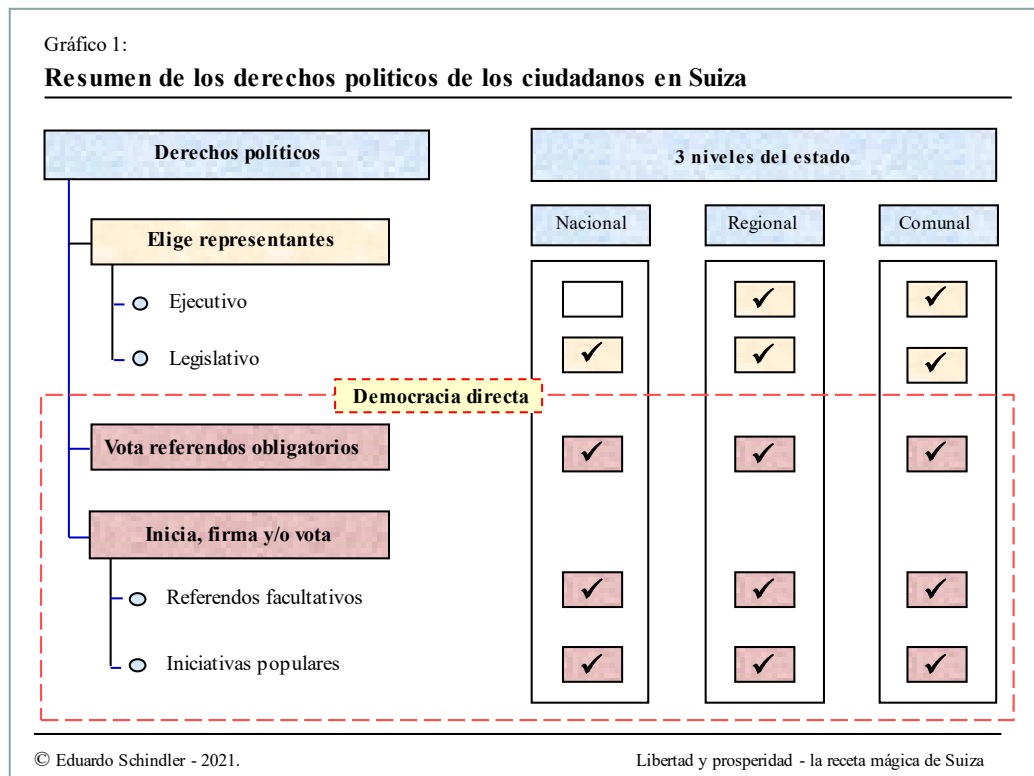 Gráfico 1:
Resumen de los derechos politicos de los ciudadanos en Suiza
Derechos políticos
3 niveles del estado
Elige representantes
Nacional
Regional
Comunal
Ejecutivo
Legislativo
Democracia directa
Vota referendos obligatorios
Inicia, firma y/o vota
Referendos facultativos
Iniciativas populares
© Eduardo Schindler - 2021.
Libertad y prosperidad - la receta mágica de Suiza